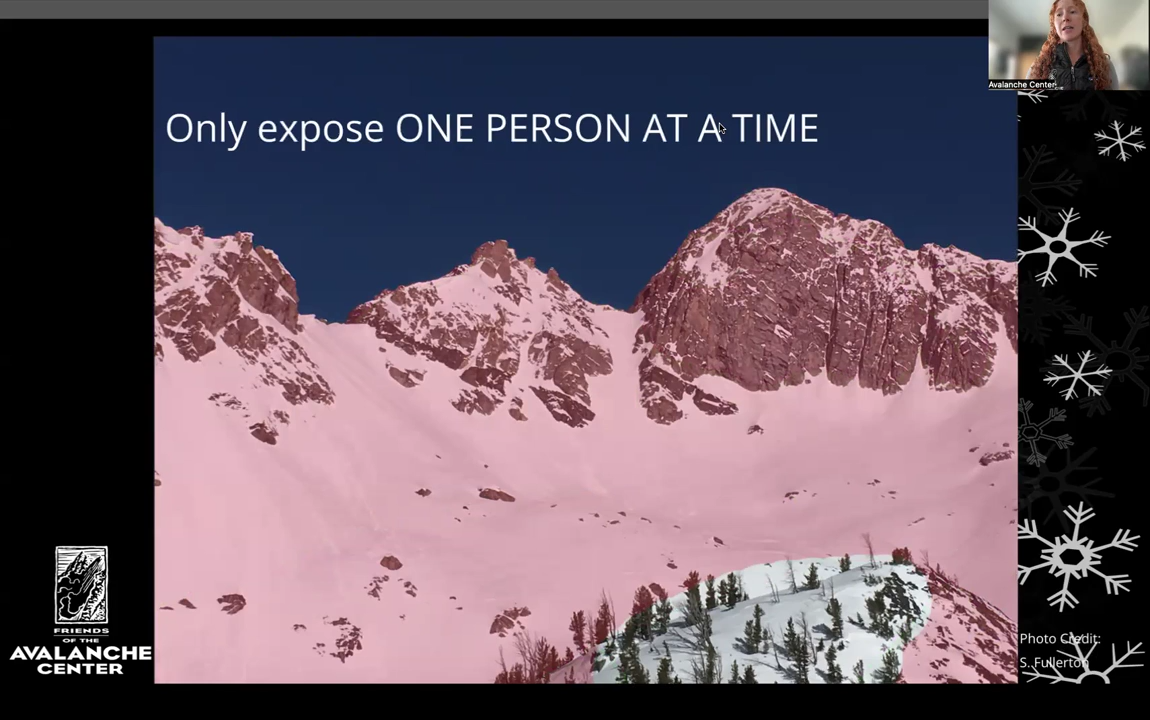 Avalanche Center
Only expose ONE PERSON AT A TIME
FRIENDS
OF THE
AVALANCHE
CENTER
Photo Credit:
S. Fullerton